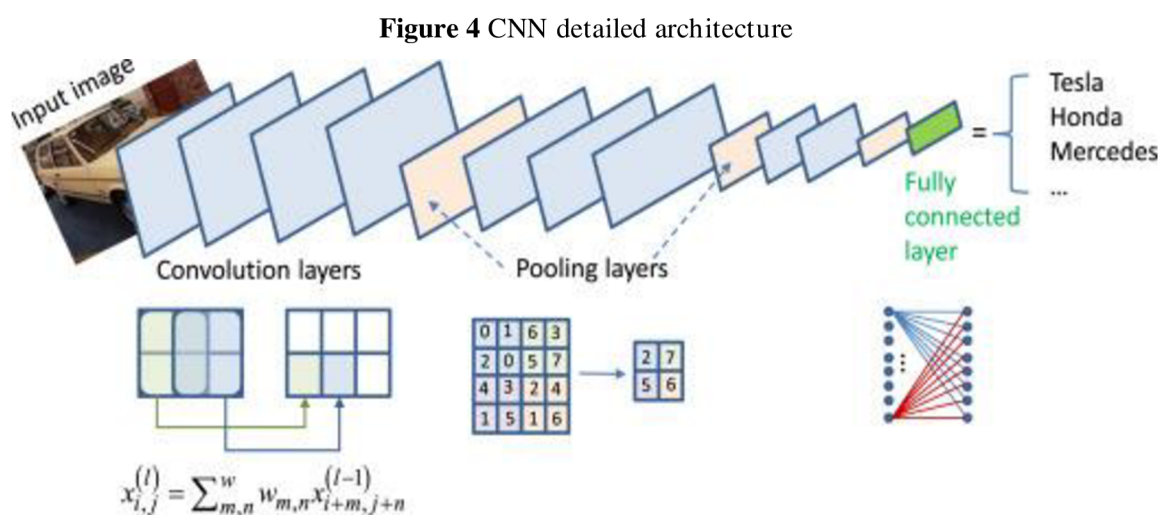 Figure 4 CNN detailed architecture
Input image
Tesla
Honda
Mercedes
...
=
Fully
connected
layer
Convolution layers
Pooling layers
0 1 6 3
2 0 5 7
4 3 2 4
1 5 1 6
2 7
5 6
...
x_{i,j}^{(l)} = ∑_{m,n}^{w} w_{m,n} x_{i+m,j+n}^{(l-1)}